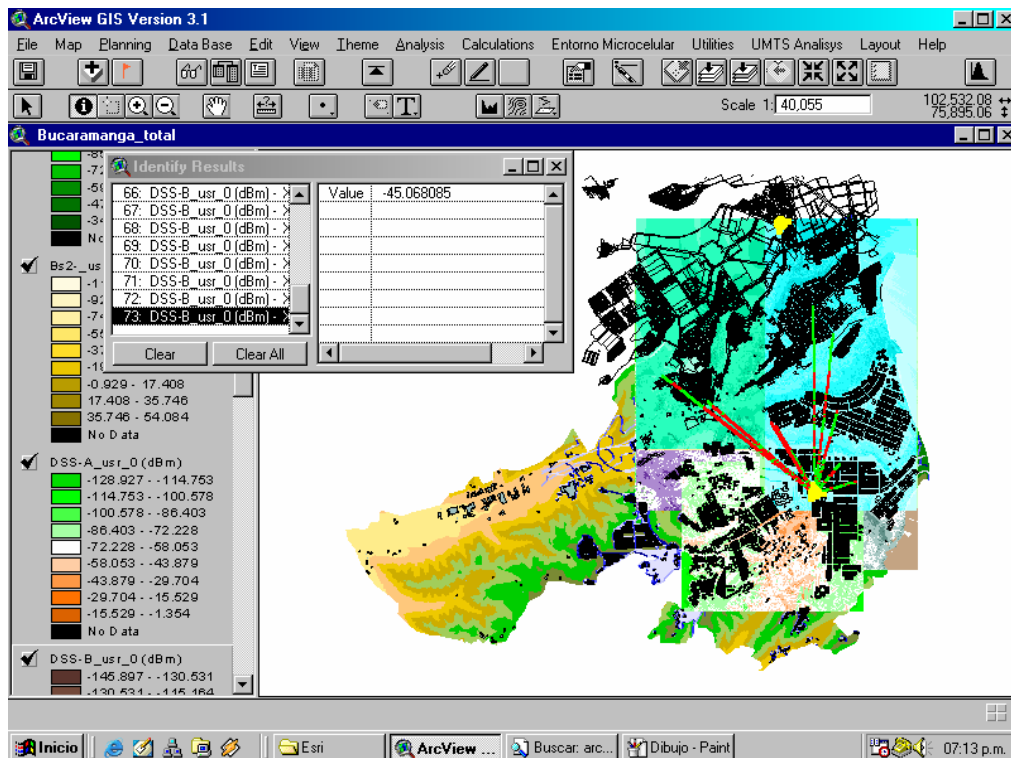 ArcView GIS Version 3.1
File Map Planning Data Base Edit View Theme Analysis Calculations Entorno Microcelular Utilities UMTS Analisys Layout Help
Scale 1: 40,055
102,532.08
75,895.06
Bucaramanga_total
Identify Results
66: DSS-B_usr_0 (dBm) - X
67: DSS-B_usr_0 (dBm) - X
68: DSS-B_usr_0 (dBm) - X
69: DSS-B_usr_0 (dBm) - X
70: DSS-B_usr_0 (dBm) - X
71: DSS-B_usr_0 (dBm) - X
72: DSS-B_usr_0 (dBm) - X
73: DSS-B_usr_0 (dBm) - X
Value -45.068085
Clear Clear All
Bs2-_us
-0.929 - 17.408
17.408 - 35.746
35.746 - 54.084
No Data
DSS-A_usr_0 (dBm)
-128.927 - -114.753
-114.753 - -100.578
-100.578 - -86.403
-86.403 - -72.228
-72.228 - -58.053
-58.053 - -43.879
-43.879 - -29.704
-29.704 - -15.529
-15.529 - -1.354
No Data
DSS-B_usr_0 (dBm)
-145.897 - -130.531
-130.531 - -115.164
Inicio Esri ArcView ... Buscar: arc... Dibujo - Paint 07:13 p.m.